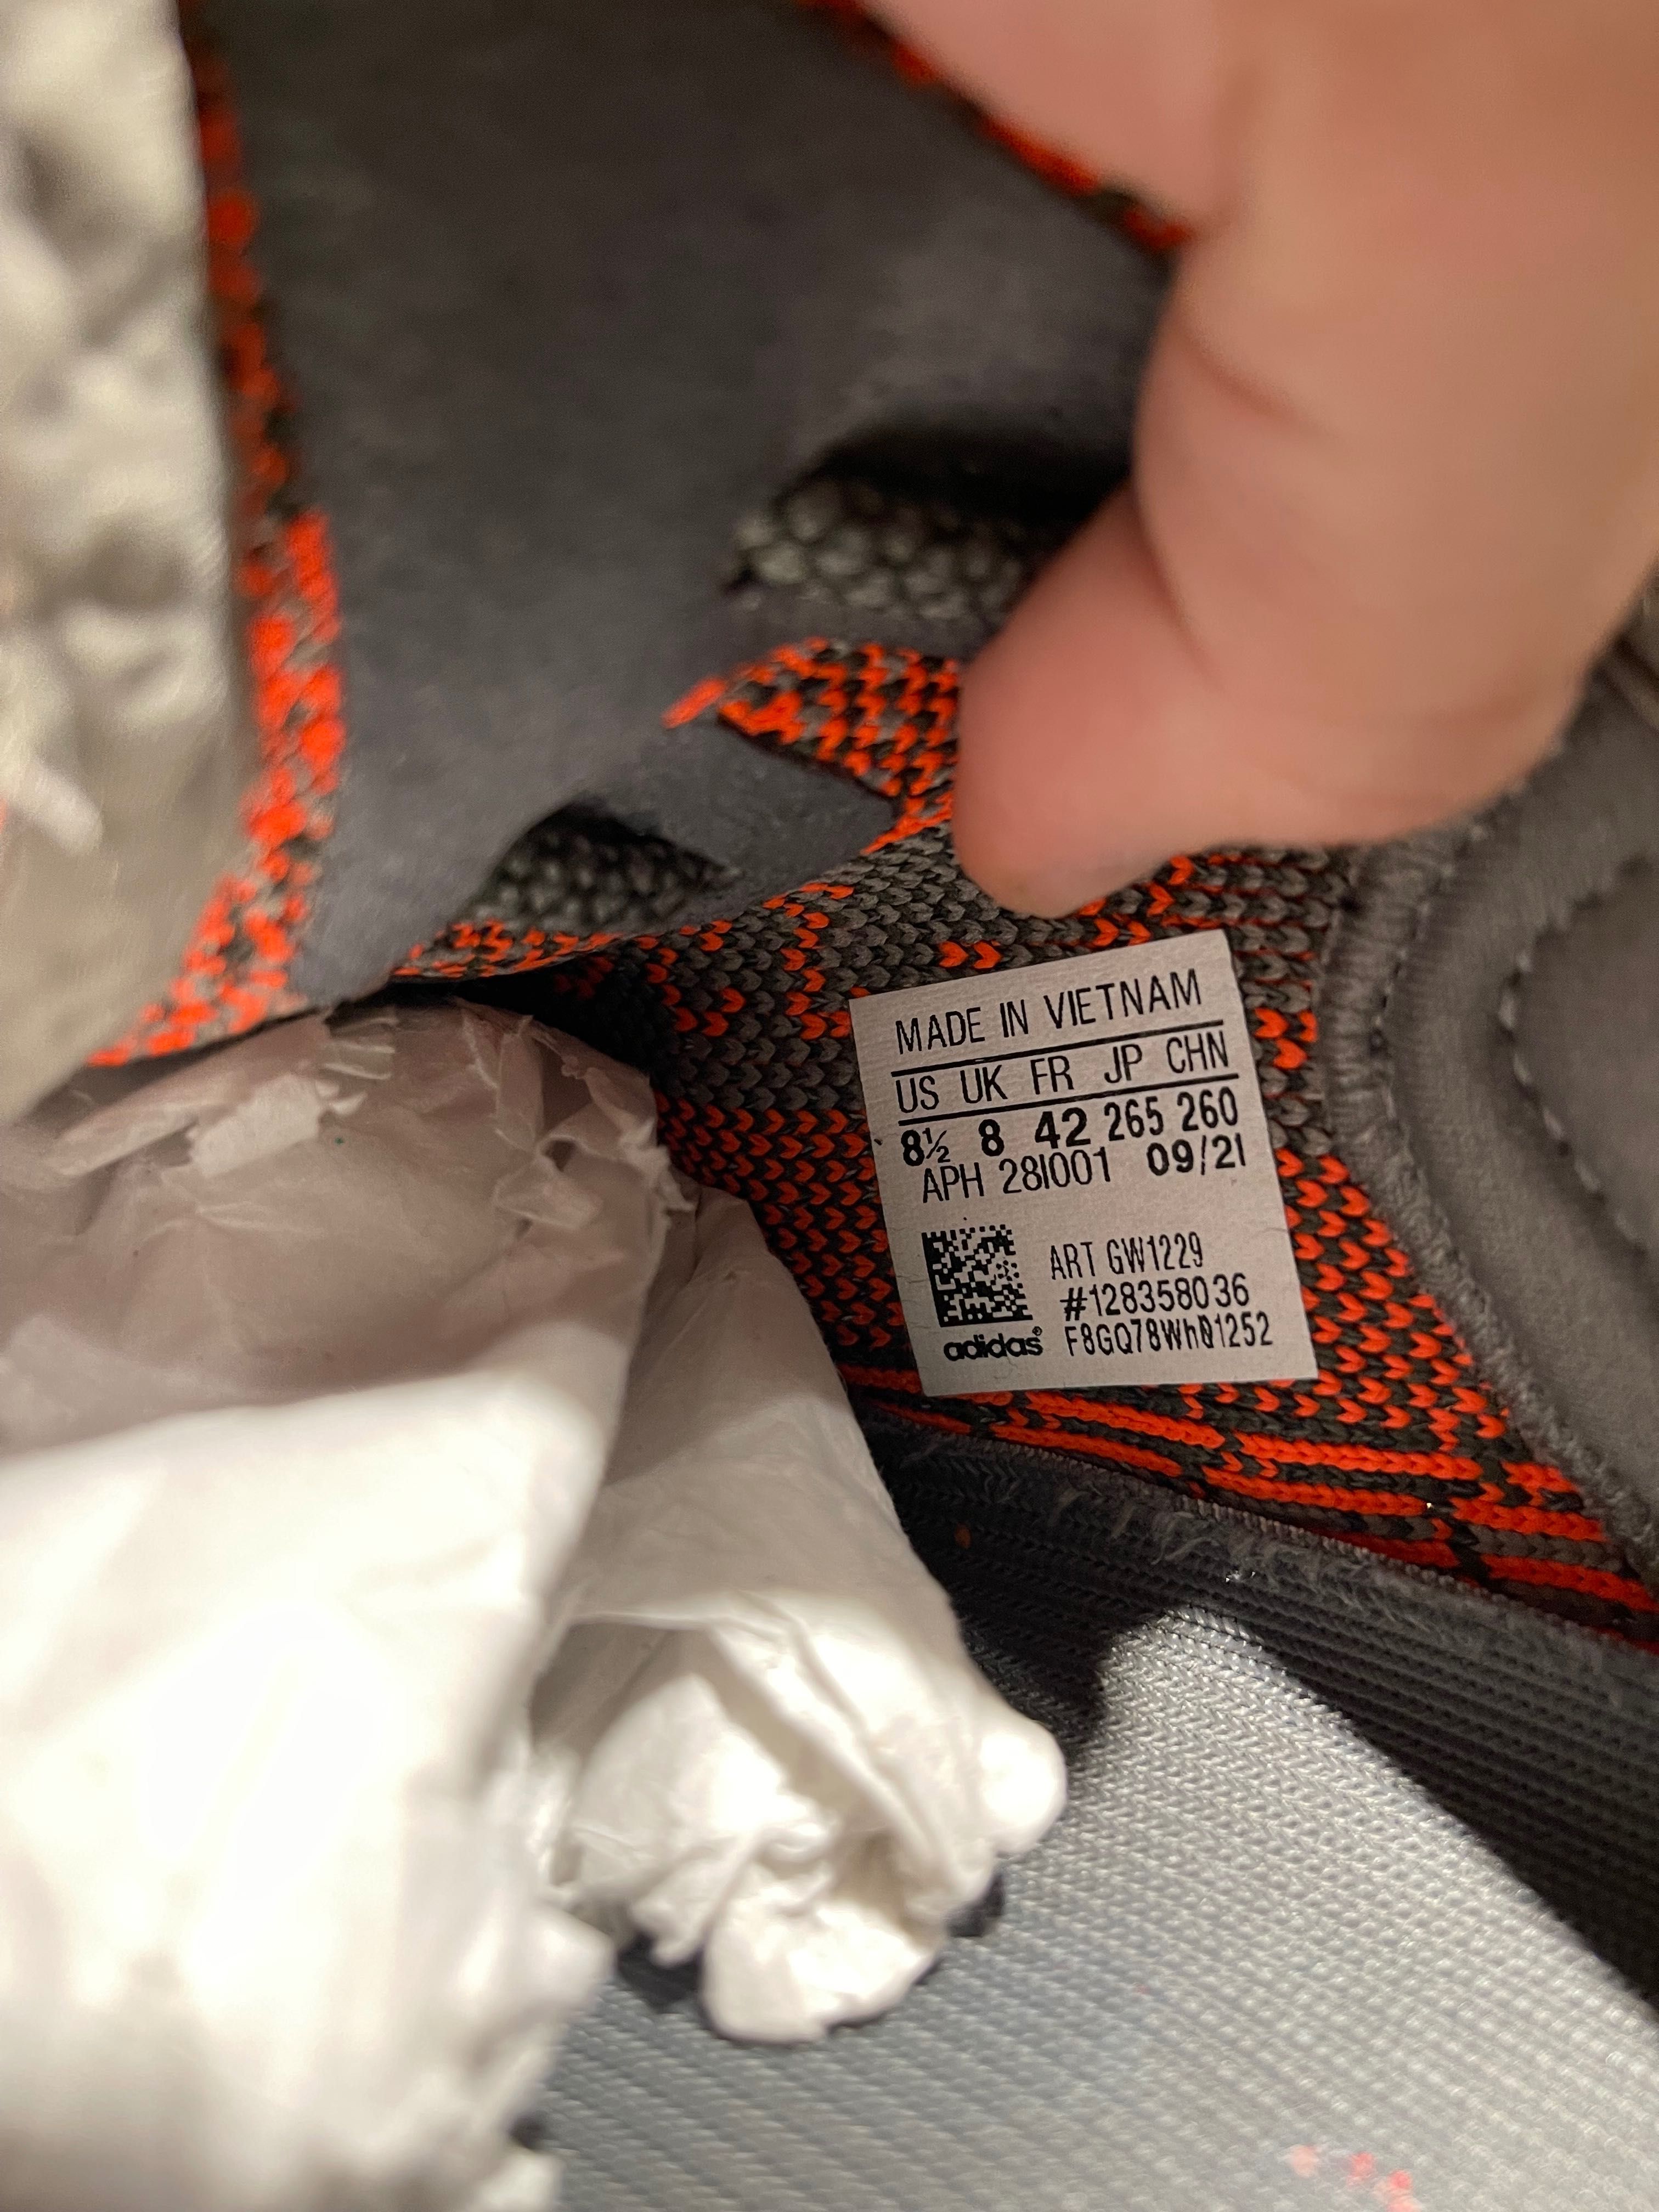 MADE IN VIETNAM
US UK FR JP CHN
8½ 8 42 265 260
APH 28I001 09/21
ART GW1229
#128358036
adidas® F8GQ78Wh01252